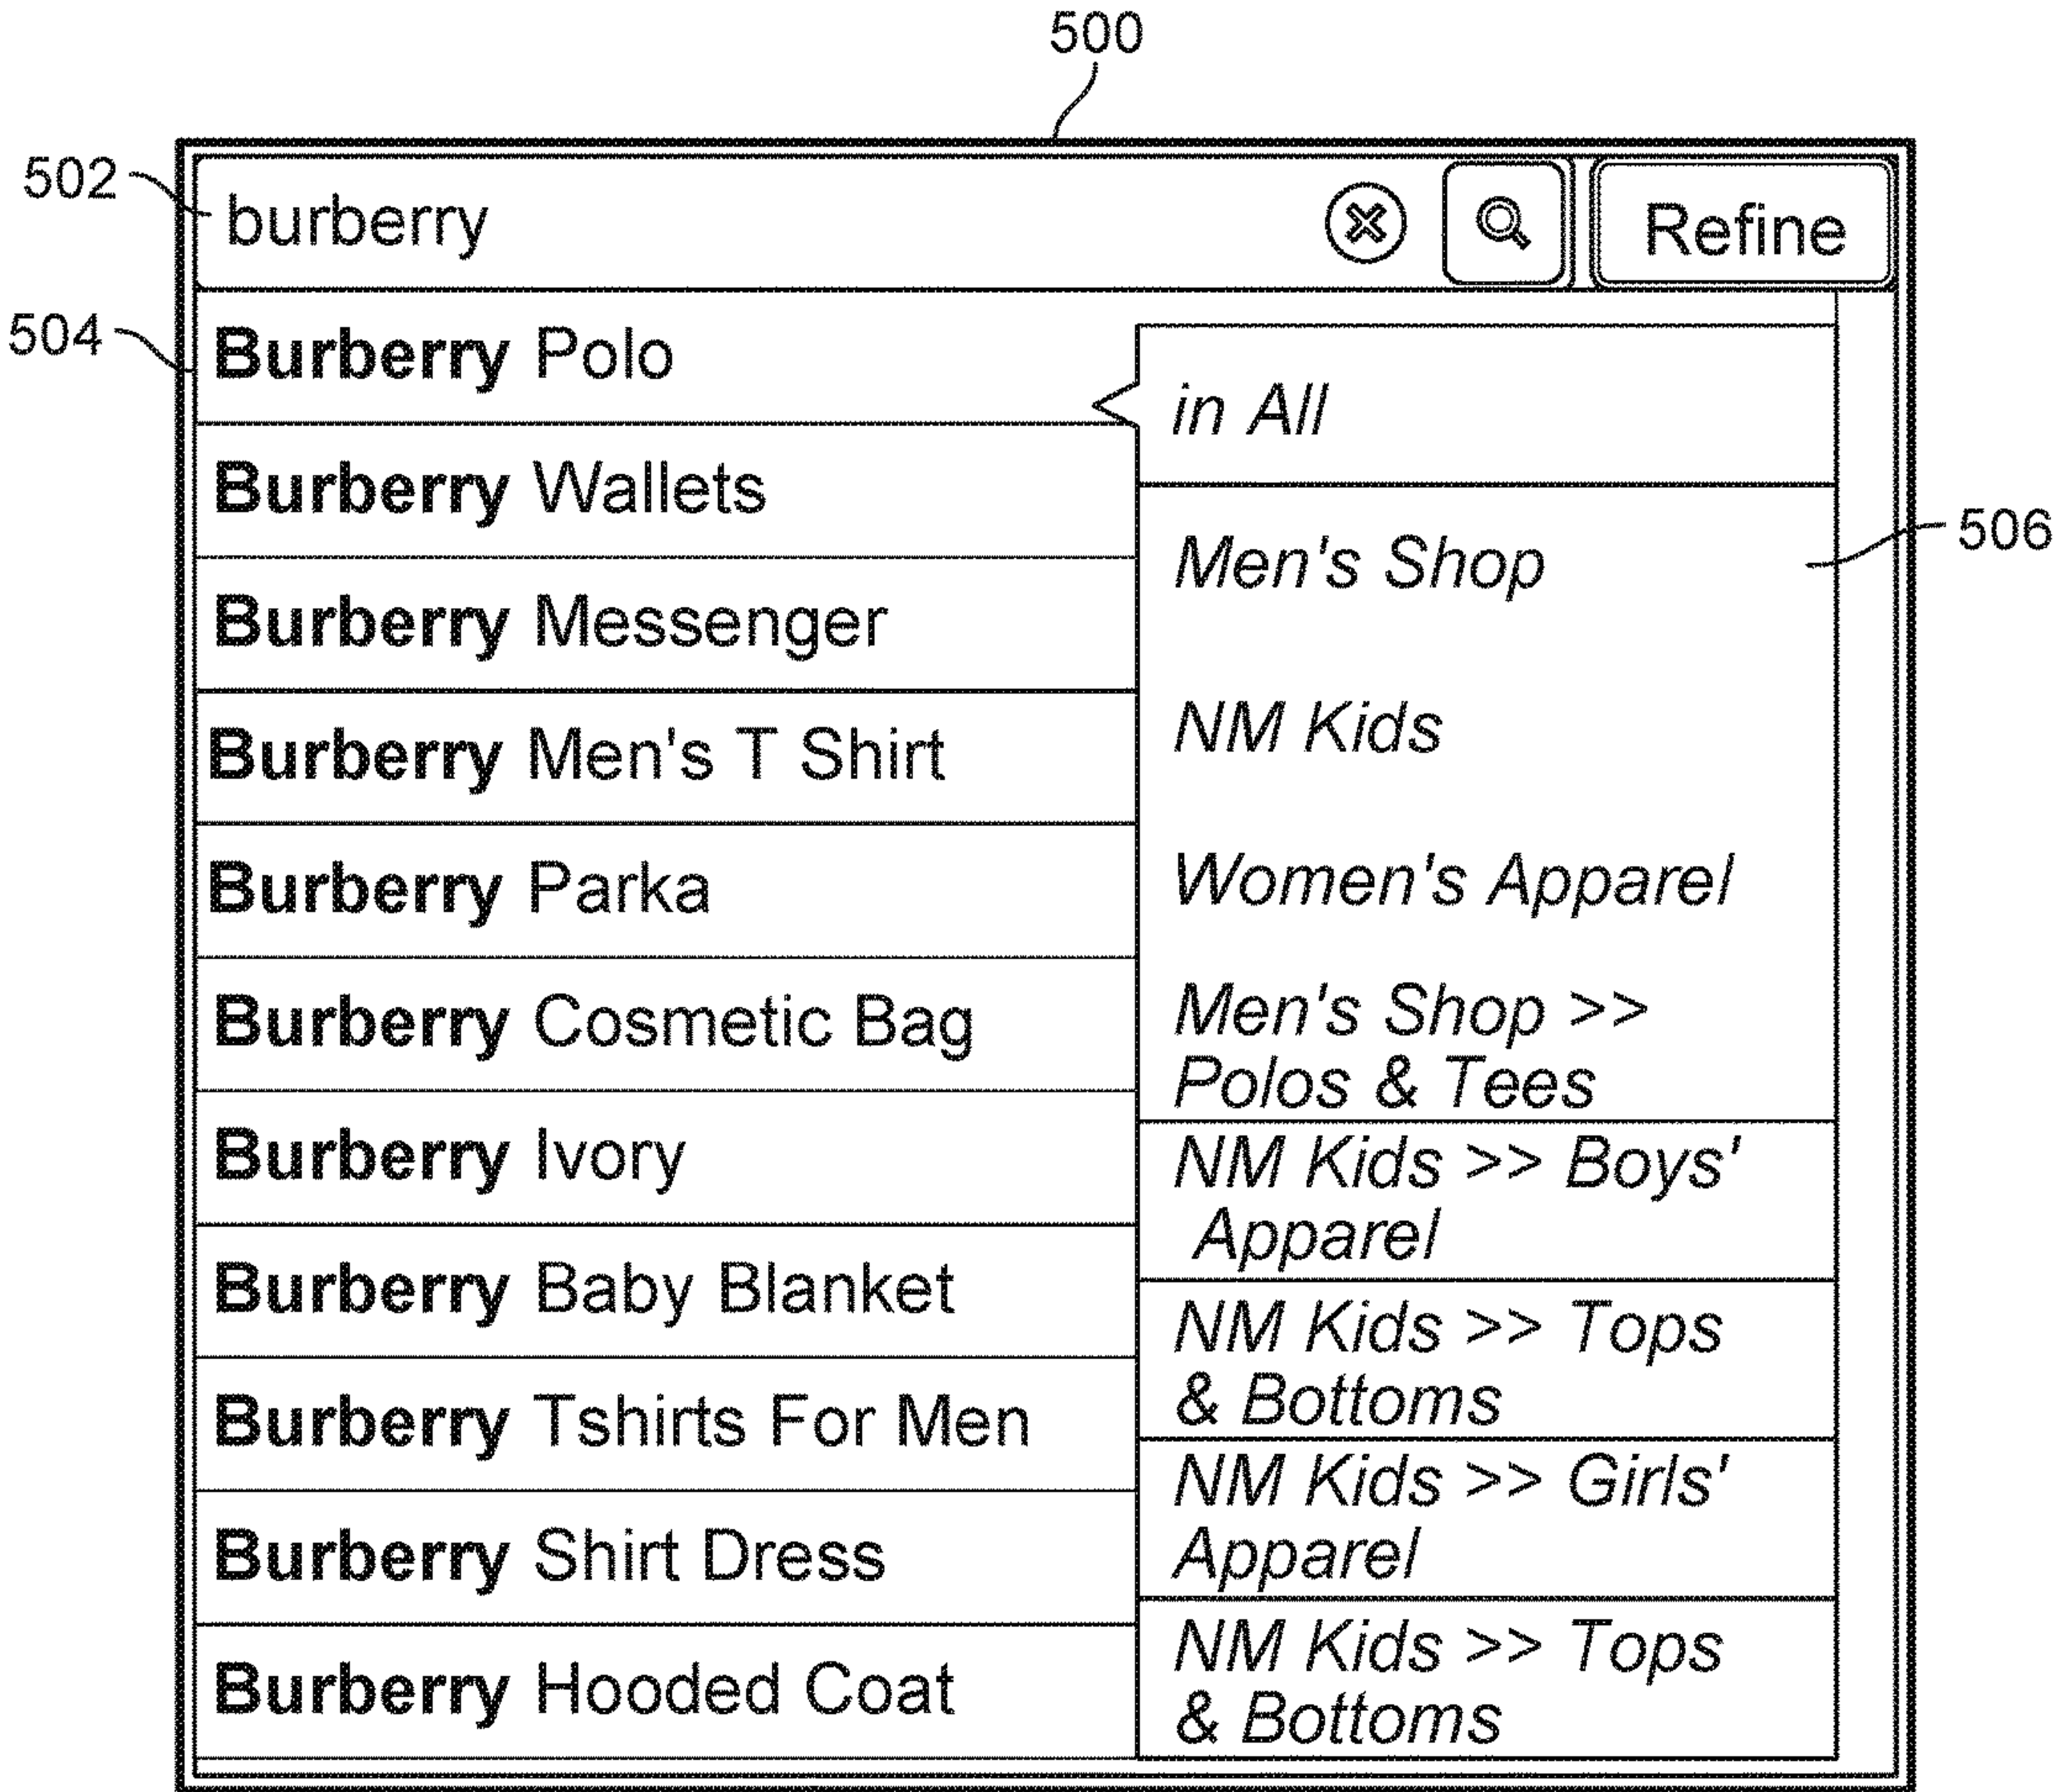 500
502
burberry
Refine
504
Burberry Polo
Burberry Wallets
Burberry Messenger
Burberry Men's T Shirt
Burberry Parka
Burberry Cosmetic Bag
Burberry Ivory
Burberry Baby Blanket
Burberry Tshirts For Men
Burberry Shirt Dress
Burberry Hooded Coat
in All
Men's Shop
506
NM Kids
Women's Apparel
Men's Shop >>
Polos & Tees
NM Kids >> Boys'
Apparel
NM Kids >> Tops
& Bottoms
NM Kids >> Girls'
Apparel
NM Kids >> Tops
& Bottoms